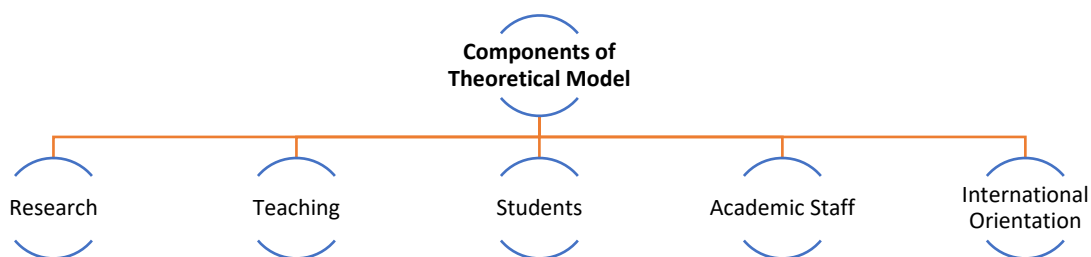 Components of
Theoretical Model
Research
Teaching
Students
Academic Staff
International
Orientation